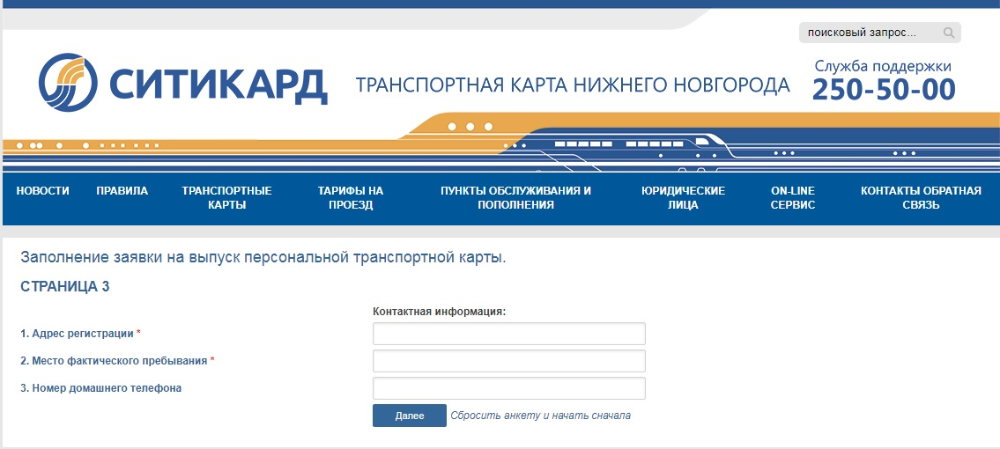 поисковый запрос...
СИТИКАРД
ТРАНСПОРТНАЯ КАРТА НИЖНЕГО НОВГОРОДА
Служба поддержки
250-50-00
НОВОСТИ
ПРАВИЛА
ТРАНСПОРТНЫЕ
КАРТЫ
ТАРИФЫ НА
ПРОЕЗД
ПУНКТЫ ОБСЛУЖИВАНИЯ И
ПОПОЛНЕНИЯ
ЮРИДИЧЕСКИЕ
ЛИЦА
ON-LINE
СЕРВИС
КОНТАКТЫ ОБРАТНАЯ
СВЯЗЬ
Заполнение заявки на выпуск персональной транспортной карты.
СТРАНИЦА 3
Контактная информация:
1. Адрес регистрации *
2. Место фактического пребывания *
3. Номер домашнего телефона
Далее Сбросить анкету и начать сначала